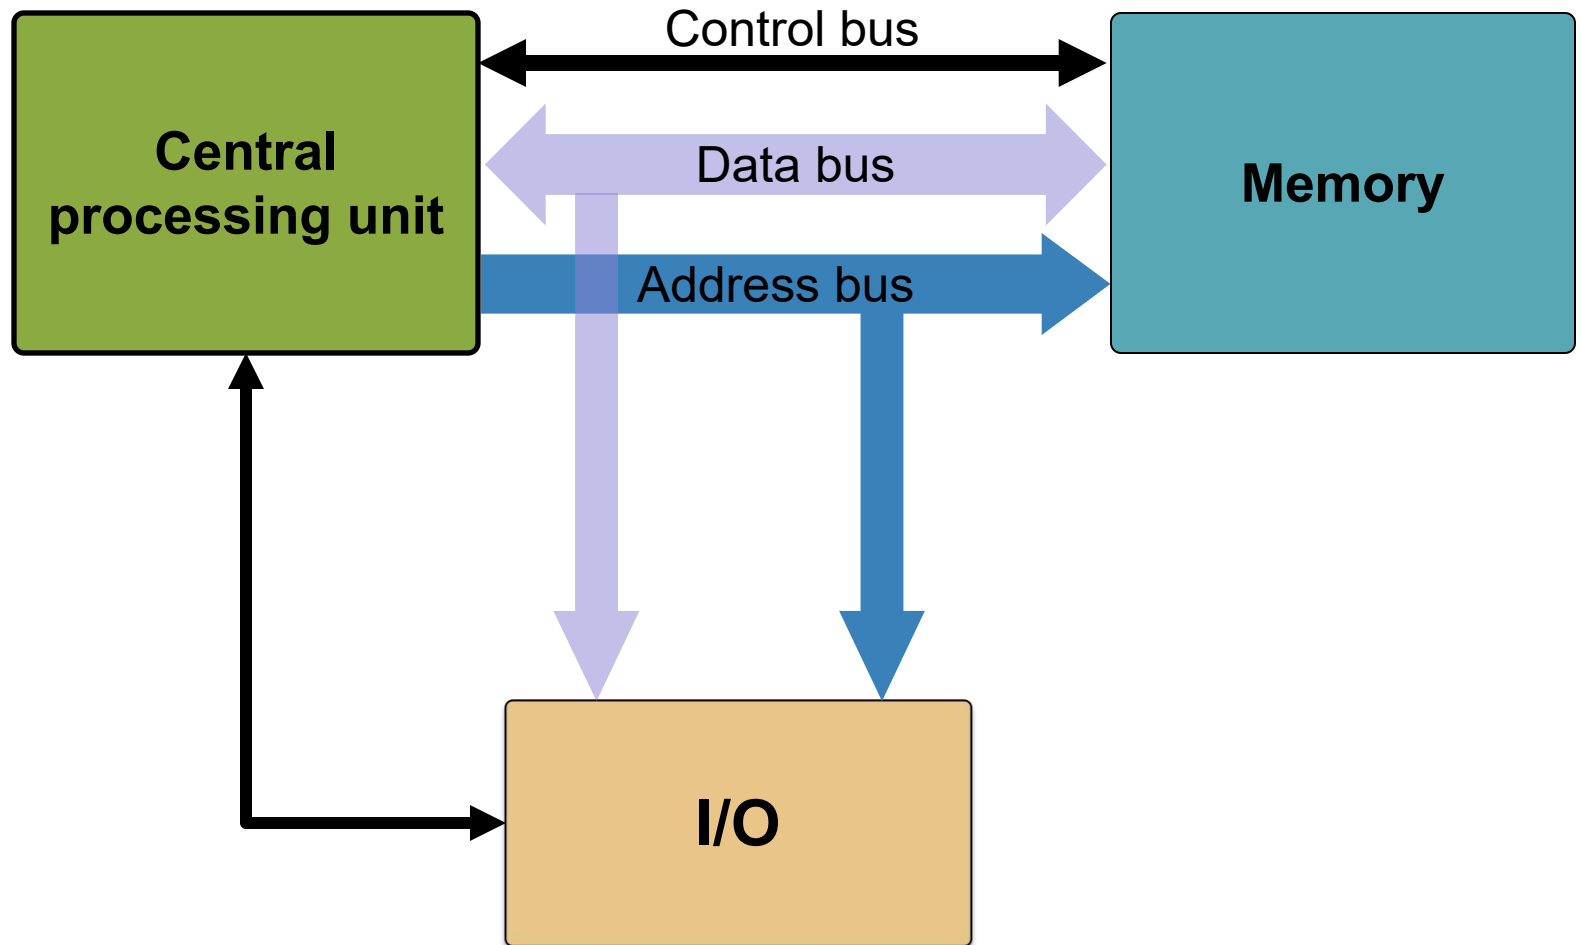 Control bus
Central
processing unit
Data bus
Memory
Address bus
I/O